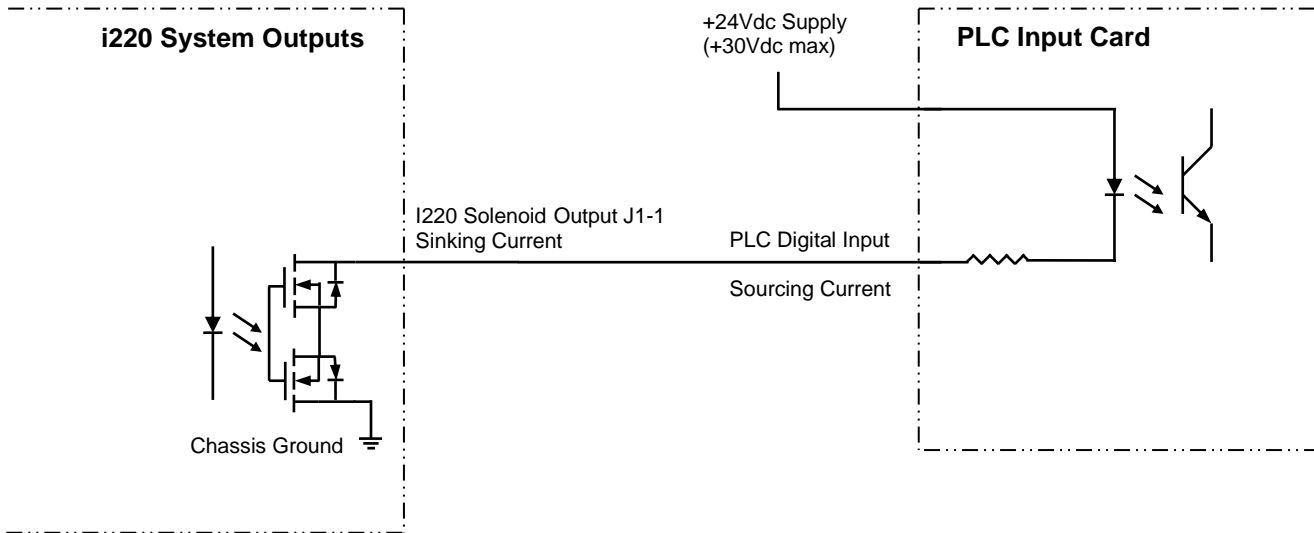 i220 System Outputs
+24Vdc Supply
(+30Vdc max)
PLC Input Card
I220 Solenoid Output J1-1
Sinking Current
PLC Digital Input
Sourcing Current
Chassis Ground